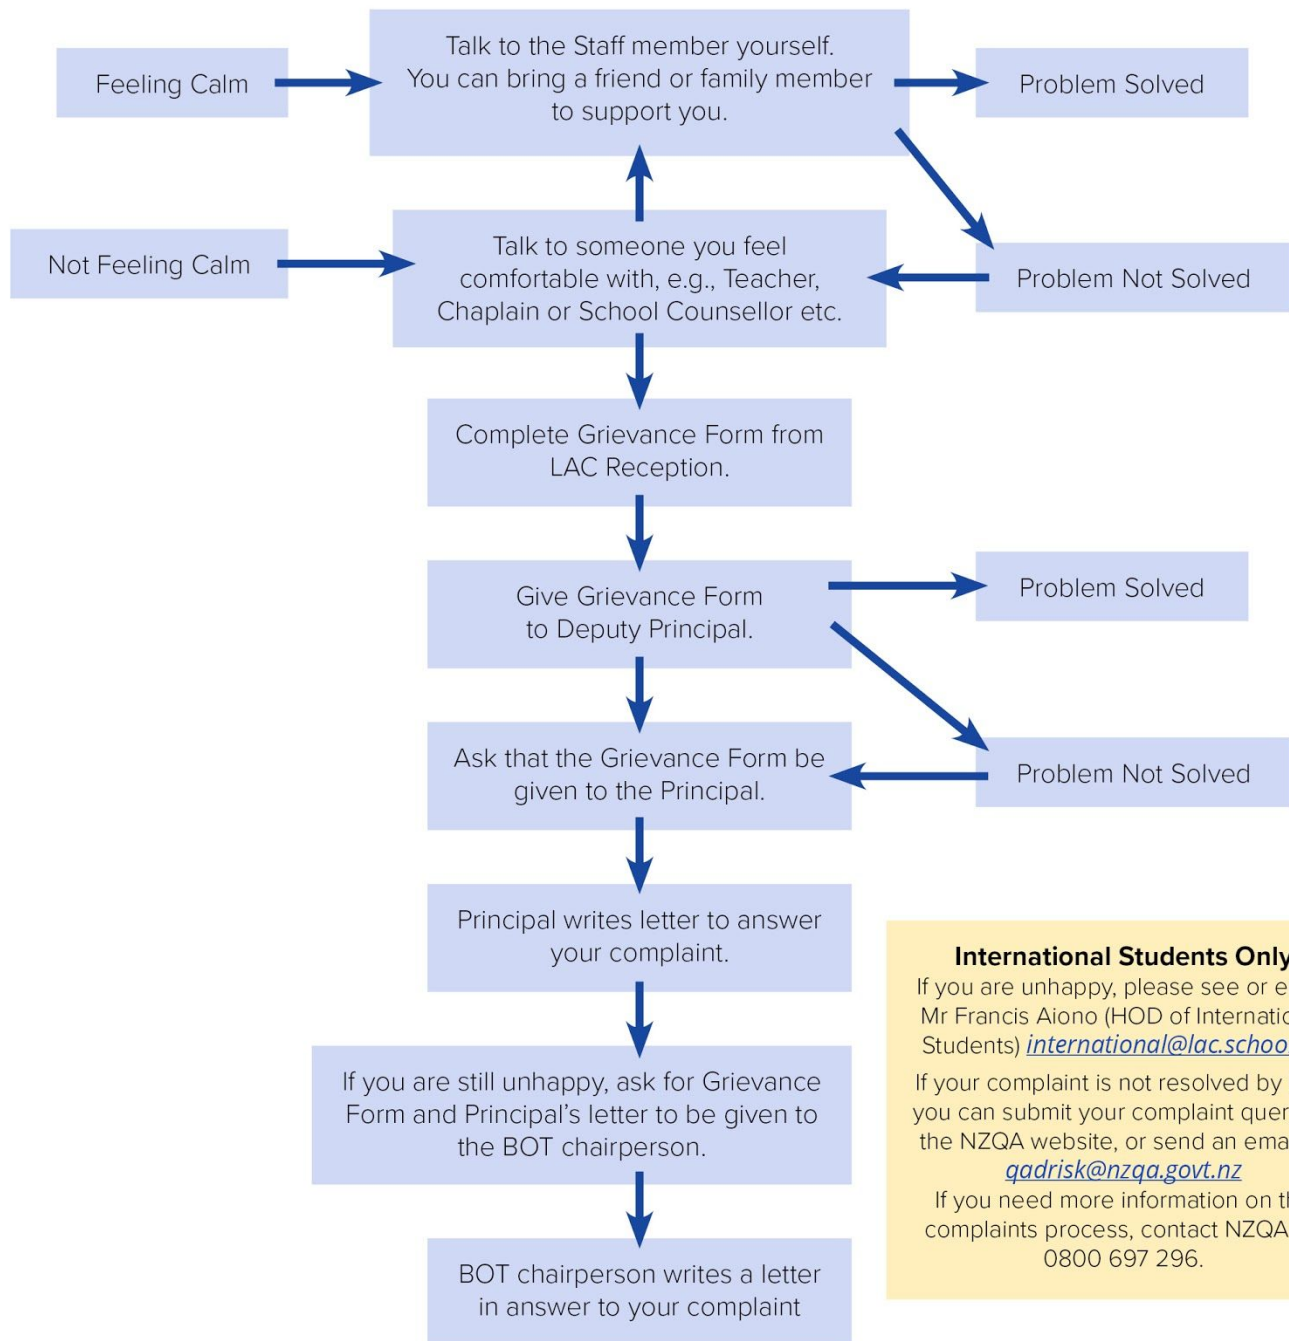 Feeling Calm
Talk to the Staff member yourself.
You can bring a friend or family member
to support you.
Problem Solved
Not Feeling Calm
Talk to someone you feel
comfortable with, e.g., Teacher,
Chaplain or School Counsellor etc.
Problem Not Solved
Complete Grievance Form from
LAC Reception.
Give Grievance Form
to Deputy Principal.
Problem Solved
Ask that the Grievance Form be
given to the Principal.
Problem Not Solved
Principal writes letter to answer
your complaint.
If you are still unhappy, ask for Grievance
Form and Principal’s letter to be given to
the BOT chairperson.
BOT chairperson writes a letter
in answer to your complaint
International Students Only
If you are unhappy, please see or
Mr Francis Aiono (HOD of
Students) international@lac.school
If your complaint is not resolved by
you can submit your complaint
the NZQA website, or send an
qadrisk@nzqa.govt.nz
If you need more information on
complaints process, contact NZQA
0800 697 296.